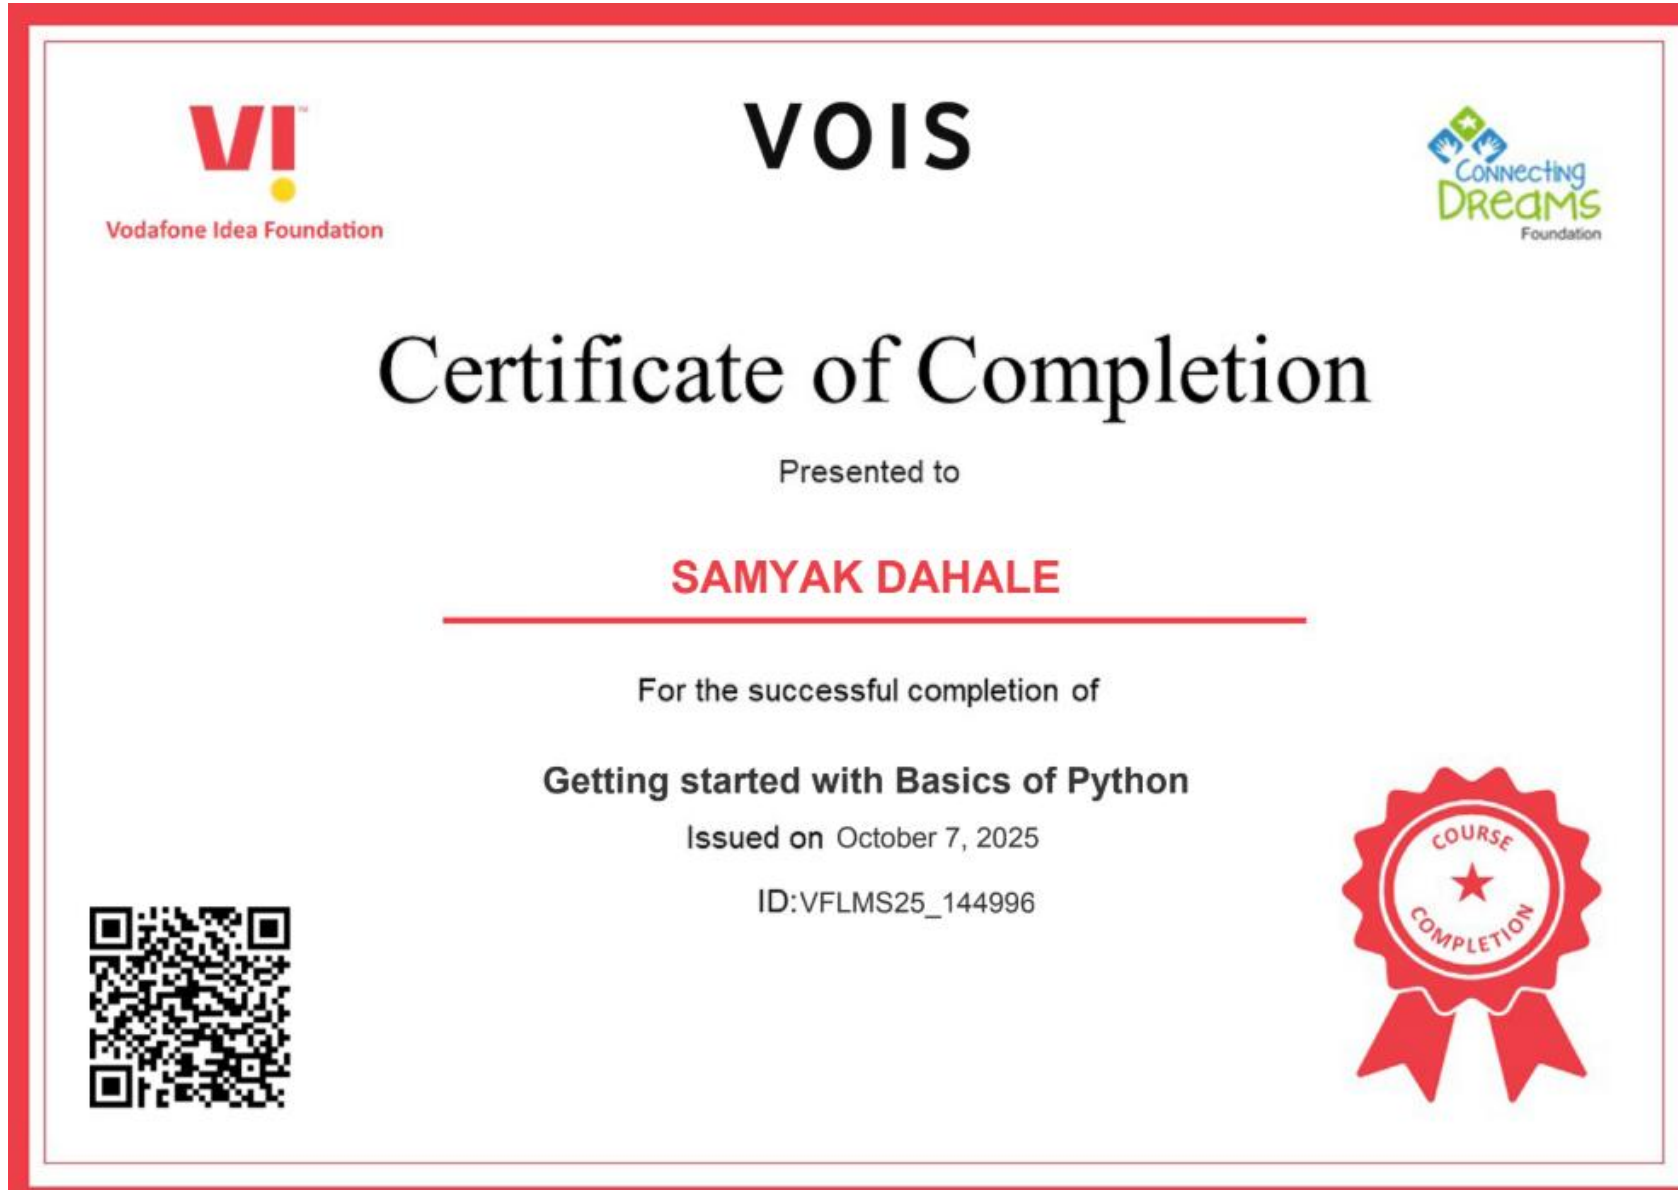 VI™
Vodafone Idea Foundation
VOIS
Connecting
Dreams
Foundation
Certificate of Completion
Presented to
SAMYAK DAHALE
For the successful completion of
Getting started with Basics of Python
Issued on October 7, 2025
ID:VFLMS25_144996
COURSE
COMPLETION